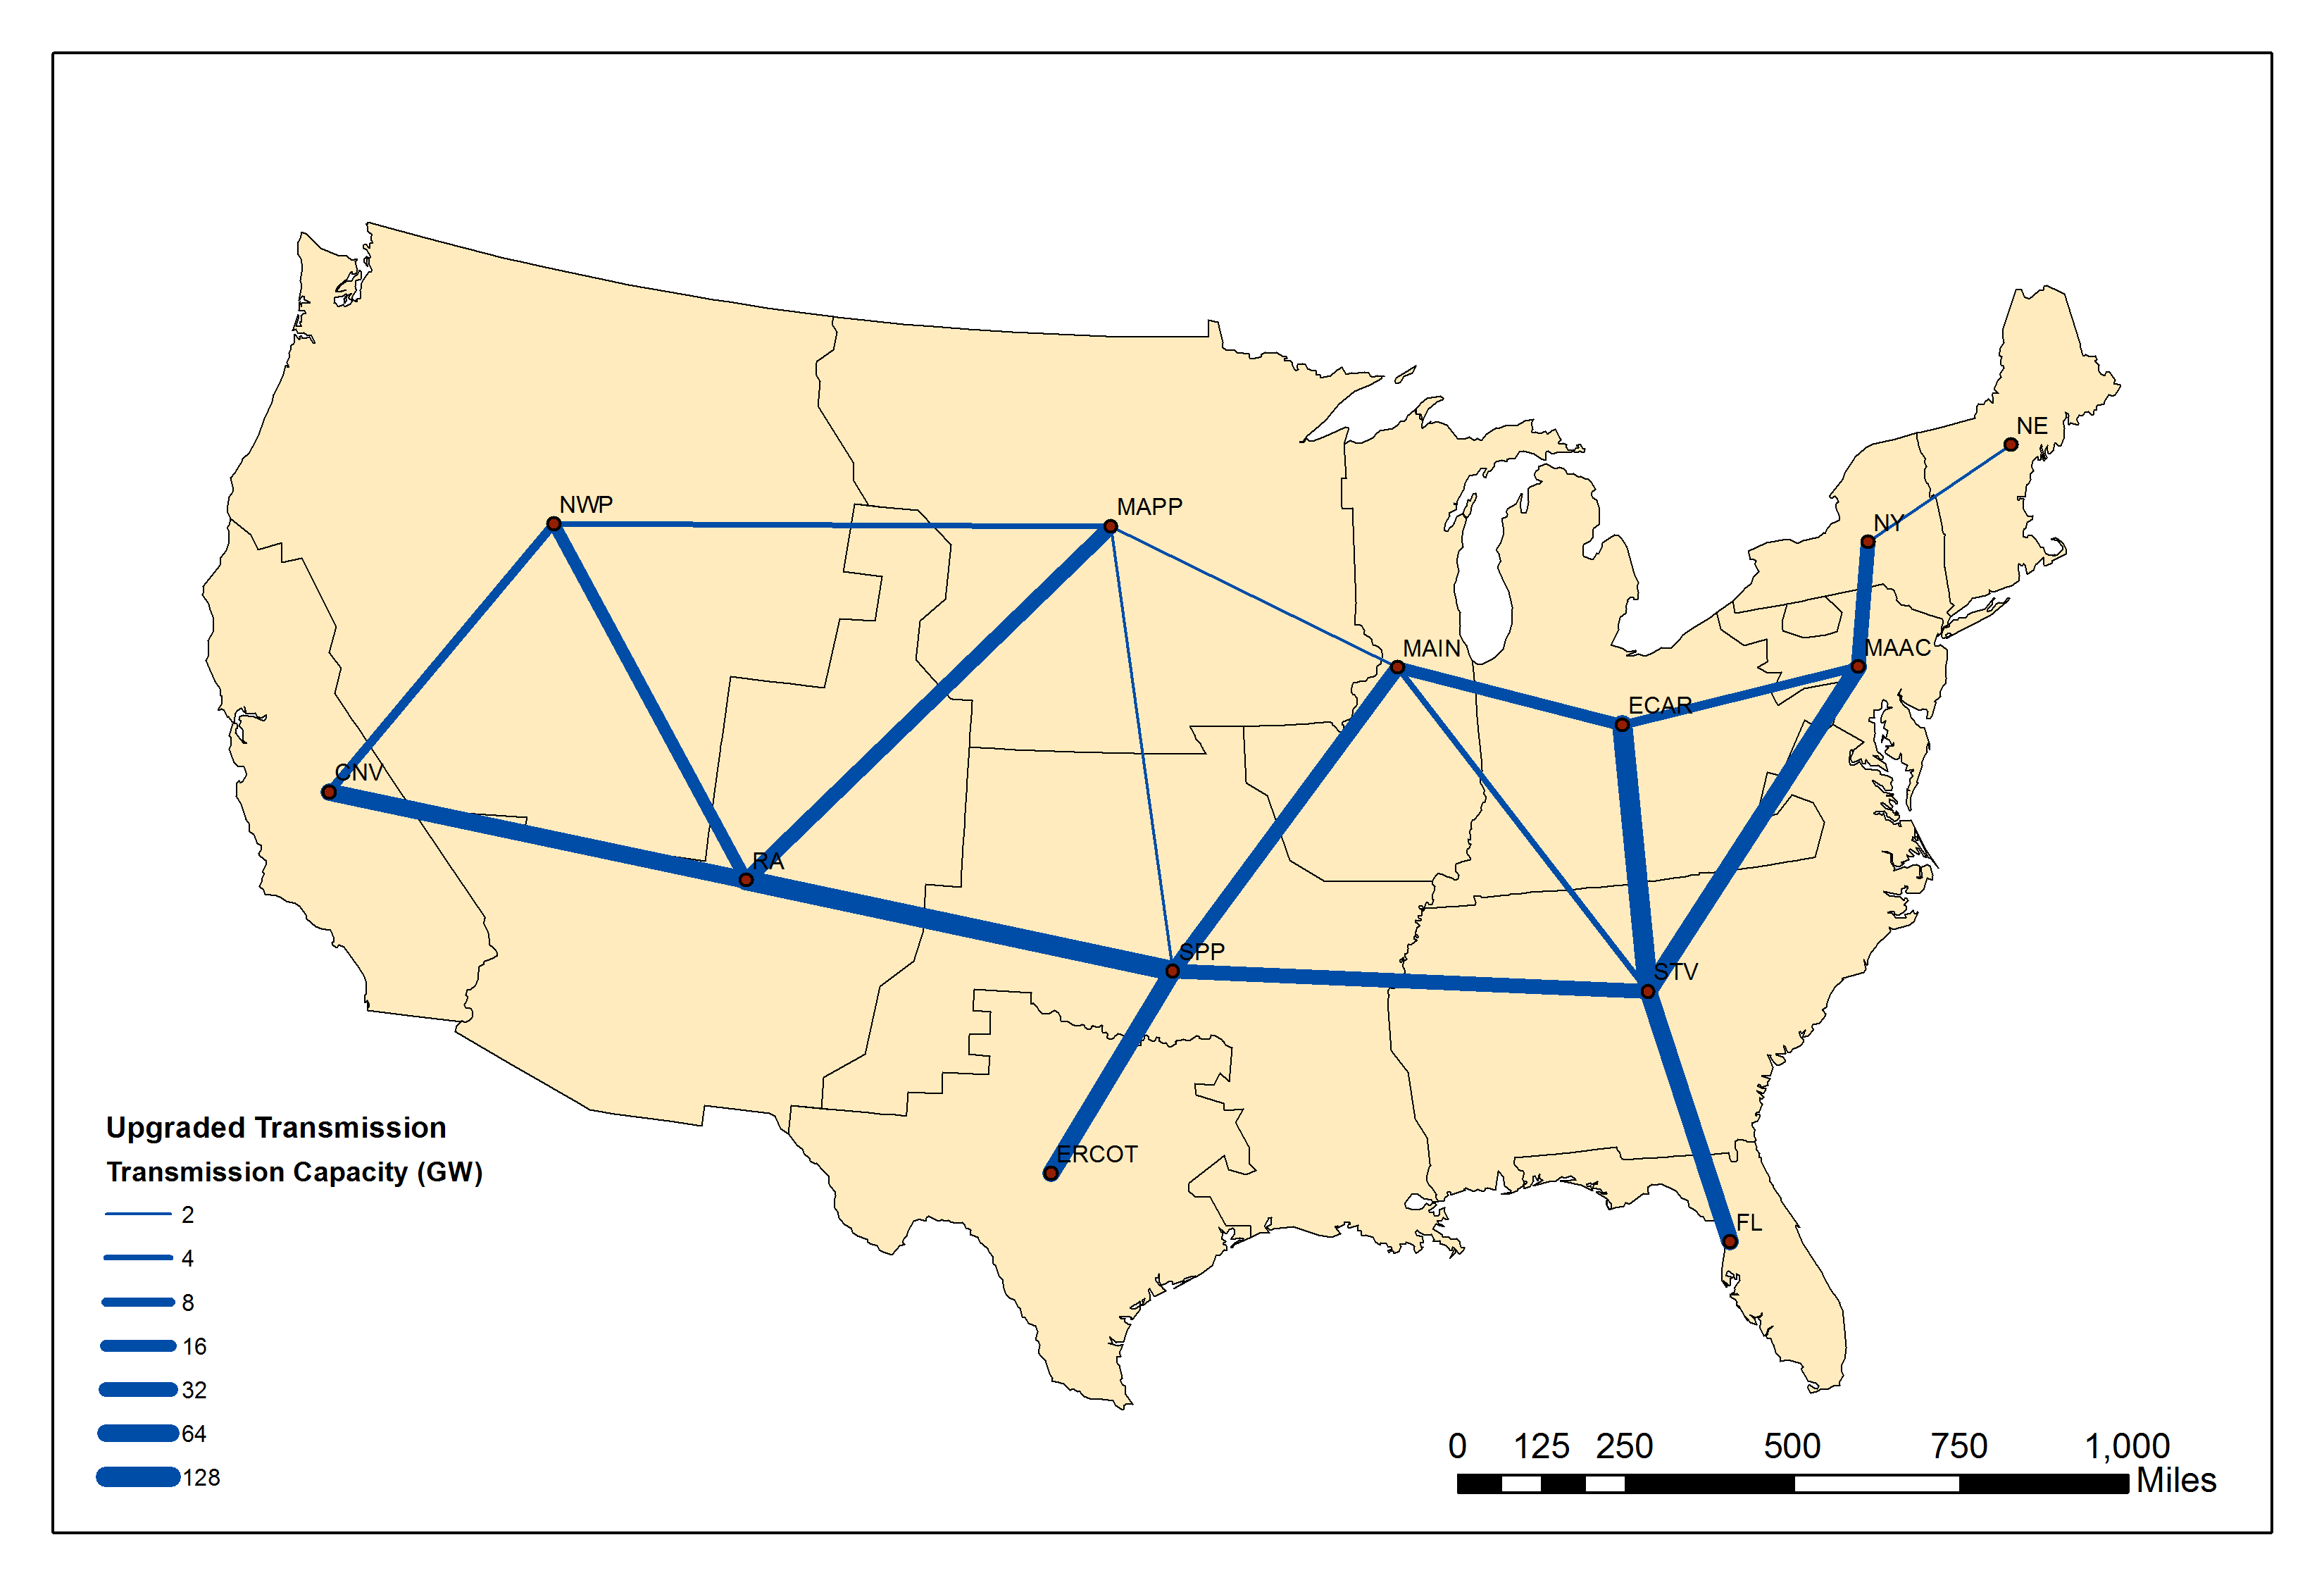 NE
NWP
MAPP
NY
MAIN
MAAC
ECAR
CNV
RA
SPP
STV
Upgraded Transmission
ERCOT
Transmission Capacity (GW)
2
FL
4
8
16
32
64
128
0 125 250 500 750 1,000
Miles